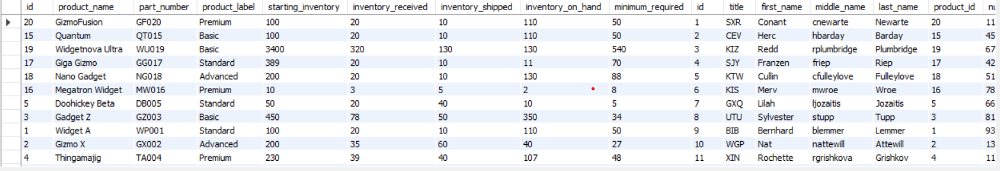 id product_name part_number product_label starting_inventory inventory_received inventory_shipped inventory_on_hand minimum_required id title first_name middle_name last_name product_id
20 GizmoFusion GF020 Premium 100 20 10 110 50 1 SXR Conant cnewarte Newarte 20 11
15 Quantum QT015 Basic 100 20 10 110 50 2 CEV Herc hbarday Barday 15 45
19 Widgetnova Ultra WU019 Basic 3400 320 130 130 540 3 KIZ Redd rplumbridge Plumbridge 19 67
17 Giga Gizmo GG017 Standard 389 20 10 11 70 4 SJY Franzen friep Riep 17 42
18 Nano Gadget NG018 Advanced 200 20 10 130 88 5 KTW Cullin cfulleylove Fulleylove 18 51
16 Megatron Widget MW016 Premium 10 3 5 2 8 6 KIS Merv mwroe Wroe 16 78
5 Doohickey Beta DB005 Standard 50 20 40 10 5 7 GXQ Lilah ljozaitis Jozaitis 5 66
3 Gadget Z GZ003 Basic 450 78 50 350 34 8 UTU Sylvester stupp Tupp 3 81
1 Widget A WP001 Standard 100 20 10 110 50 9 BIB Bernhard blemmer Lemmer 1 93
2 Gizmo X GX002 Advanced 200 35 60 40 27 10 WGP Nat nattewill Attewill 2 13
4 Thingamajig TA004 Premium 230 39 40 107 48 11 XIN Rochette rgrishkova Grishkov 4 11